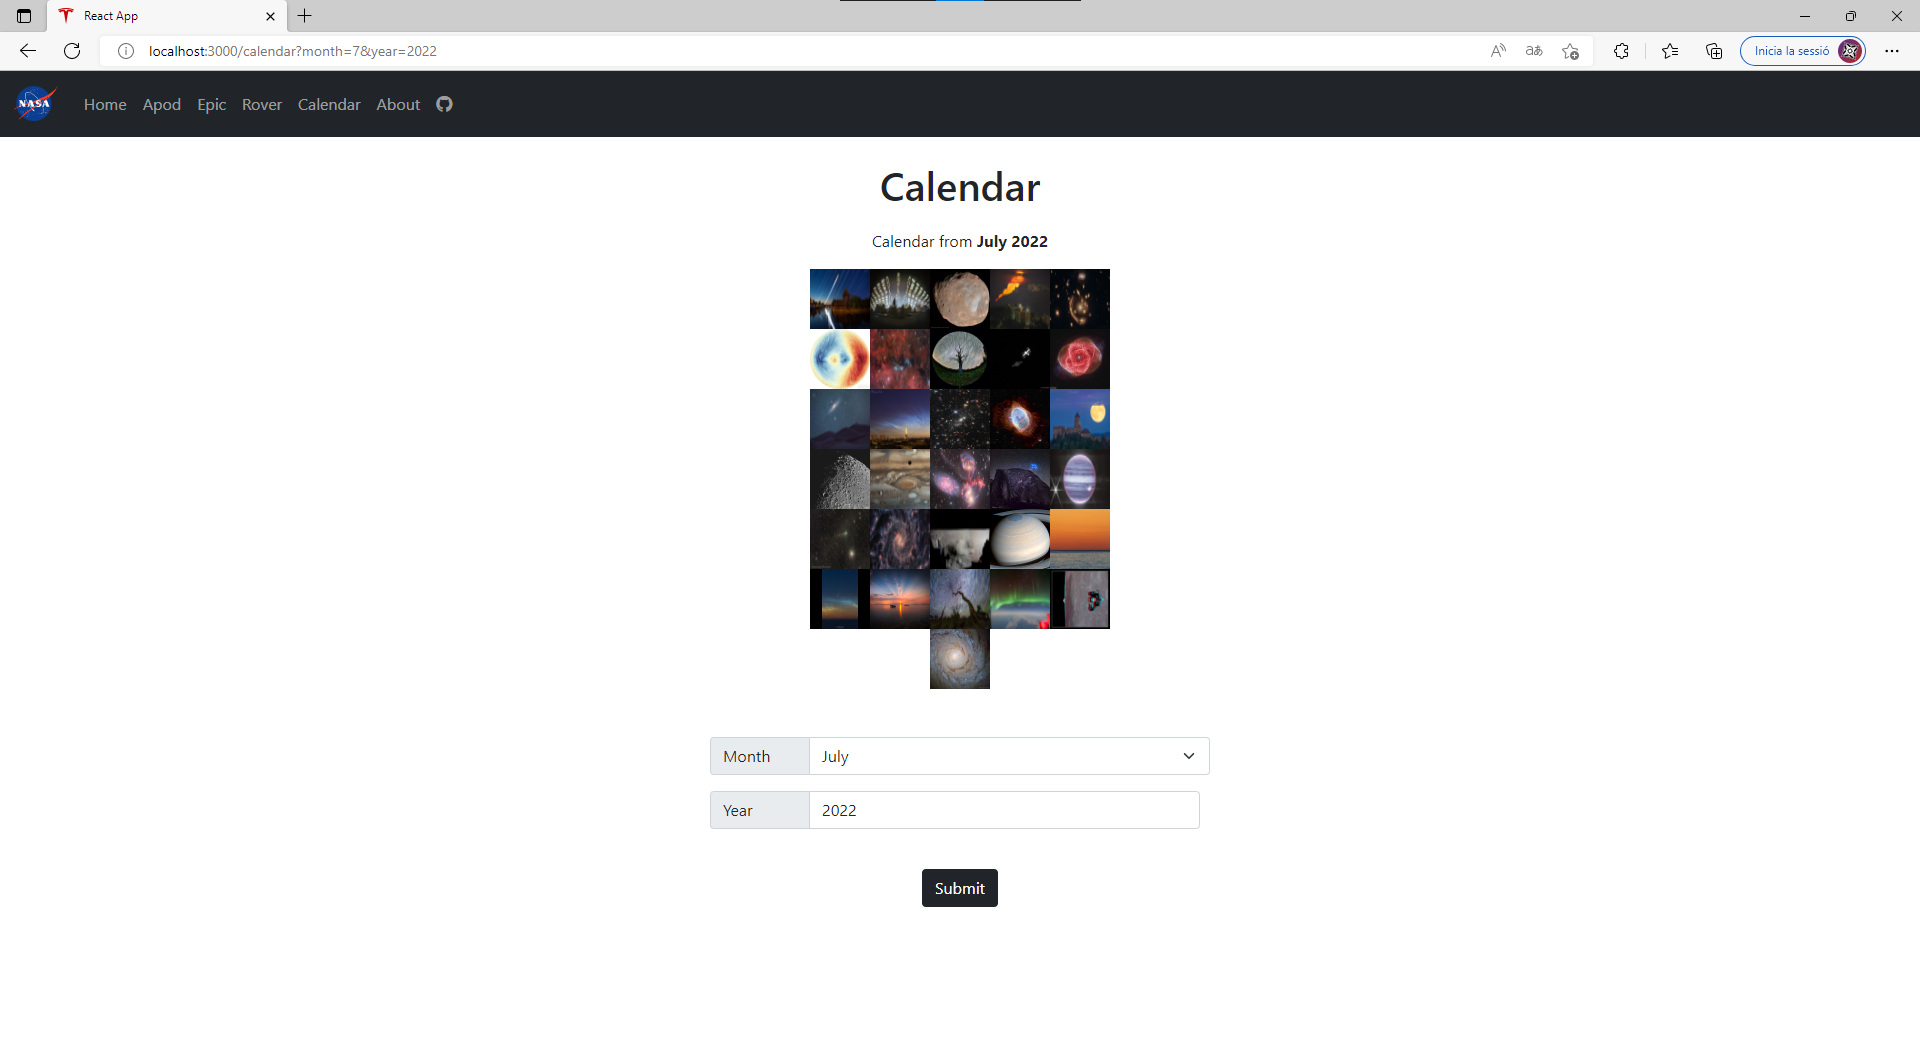 React App
localhost:3000/calendar?month=7&year=2022
Inicia la sessió
NASA
Home Apod Epic Rover Calendar About
Calendar
Calendar from July 2022
Month July
Year 2022
Submit